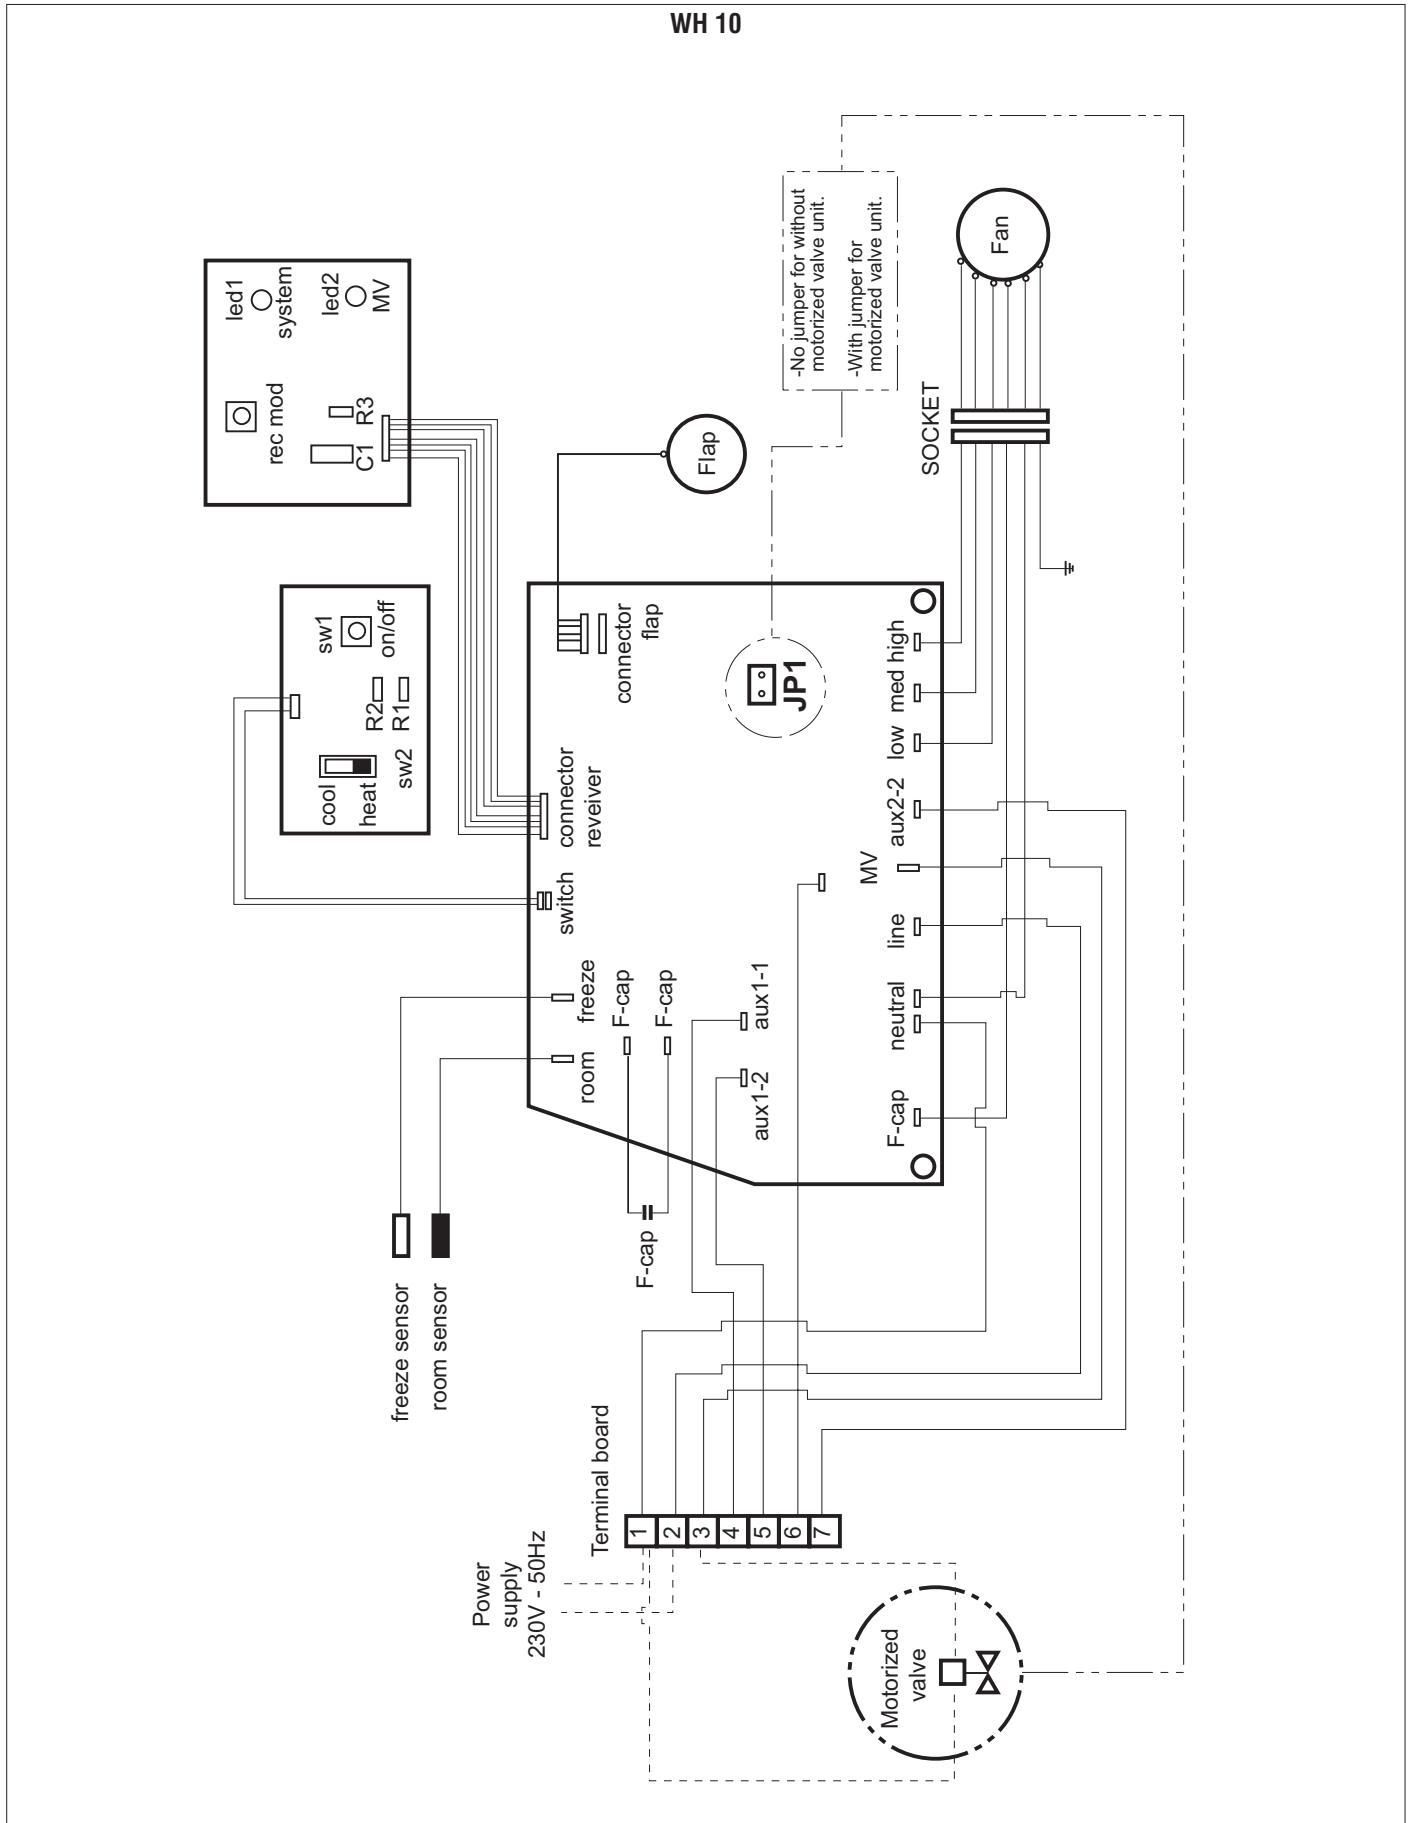 WH 10
led1
system
led2
MV
rec mod
C1
R3
sw1
on/off
R2
R1
cool
heat
sw2
-No jumper for without
motorized valve unit.
-With jumper for
motorized valve unit.
Fan
SOCKET
Flap
connector
flap
JP1
connector
reveiver
switch
freeze
room
F-cap
F-cap
F-cap
aux1-1
aux1-2
high
med
low
aux2-2
MV
line
neutral
F-cap
freeze sensor
room sensor
Terminal board
1
2
3
4
5
6
7
Power
supply
230V - 50Hz
Motorized
valve